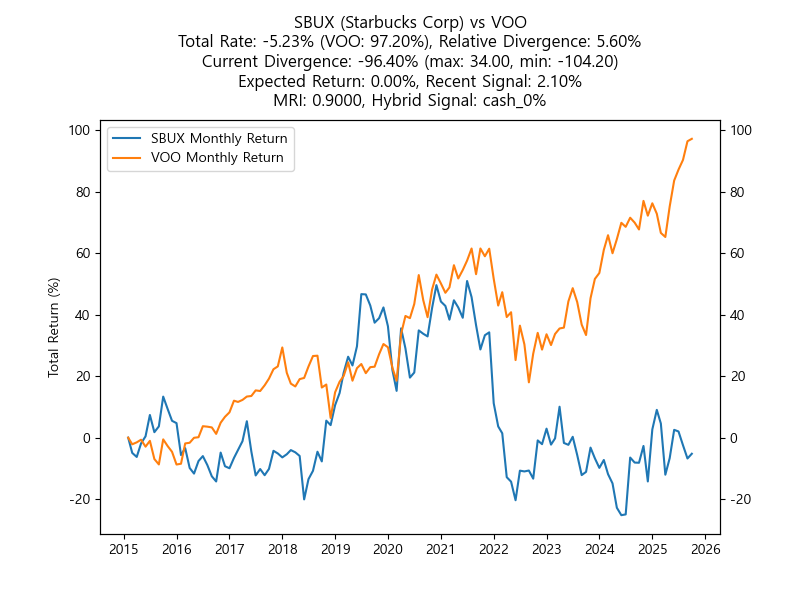 SBUX (Starbucks Corp) vs VOO
Total Rate: -5.23% (VOO: 97.20%), Relative Divergence: 5.60%
Current Divergence: -96.40% (max: 34.00, min: -104.20)
Expected Return: 0.00%, Recent Signal: 2.10%
MRI: 0.9000, Hybrid Signal: cash_0%
SBUX Monthly Return
VOO Monthly Return
Total Return (%)
100
80
60
40
20
0
-20
100
80
60
40
20
0
-20
2015 2016 2017 2018 2019 2020 2021 2022 2023 2024 2025 2026